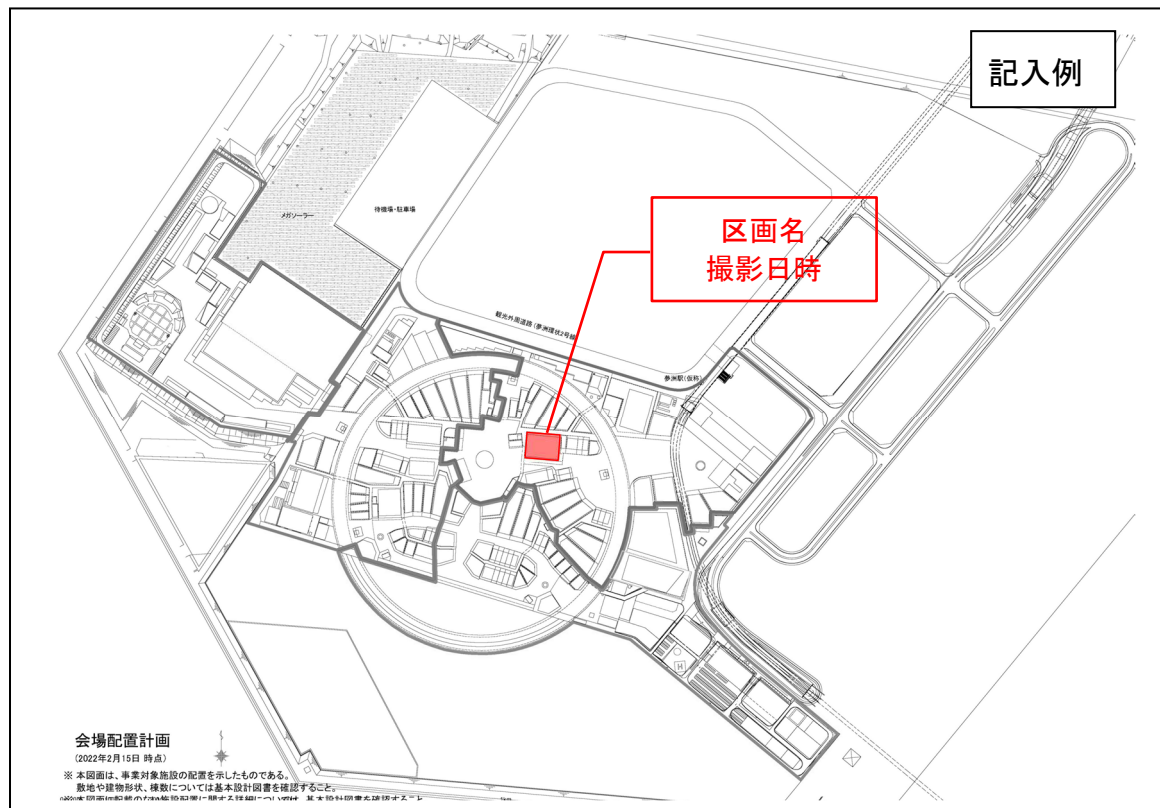 記入例
区画名
撮影日時
メガソーラー
待機場・駐車場
観光外周道路(夢洲環状2号線)
夢洲駅(仮称)
H
会場配置計画
(2022年2月15日 時点)
※ 本図面は、事業対象施設の配置を示したものである。
敷地や建物形状、棟数については基本設計図書を確認すること。